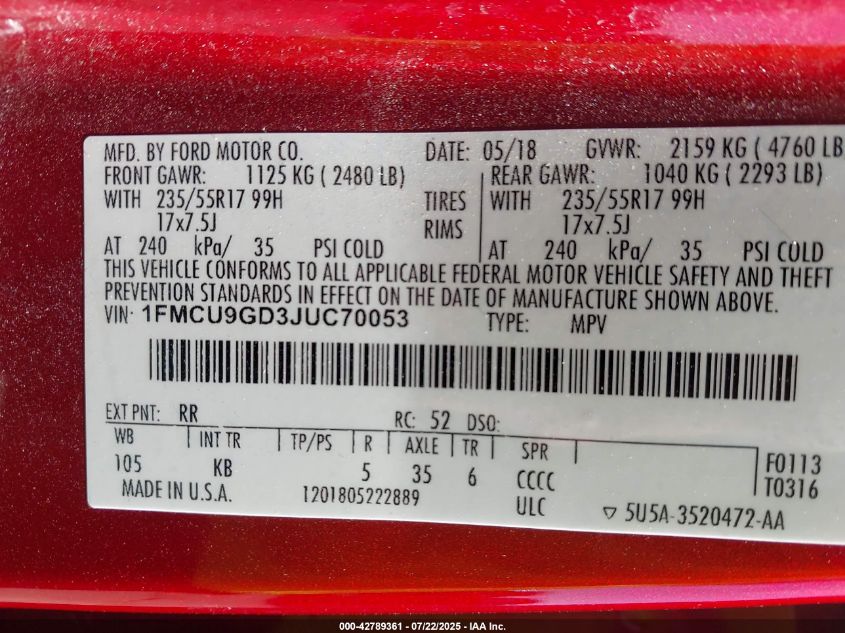 MFD. BY FORD MOTOR CO. DATE: 05/18 GVWR: 2159 KG ( 4760 LB
FRONT GAWR: 1125 KG ( 2480 LB) REAR GAWR: 1040 KG ( 2293 LB)
WITH 235/55R17 99H TIRES WITH 235/55R17 99H
17x7.5J RIMS 17x7.5J
AT 240 kPa/ 35 PSI COLD AT 240 kPa/ 35 PSI COLD
THIS VEHICLE CONFORMS TO ALL APPLICABLE FEDERAL MOTOR VEHICLE SAFETY AND THEFT
PREVENTION STANDARDS IN EFFECT ON THE DATE OF MANUFACTURE SHOWN ABOVE.
VIN: 1FMCU9GD3JUC70053 TYPE: MPV
EXT PNT: RR RC: 52 DSO:
WB INT TR TP/PS R AXLE TR SPR
105 KB 5 35 6 CCCC F0113
MADE IN U.S.A. 1201805222889 ULC T0316
▽ 5U5A-3520472-AA
000-42789361 - 07/22/2025 - IAA Inc.